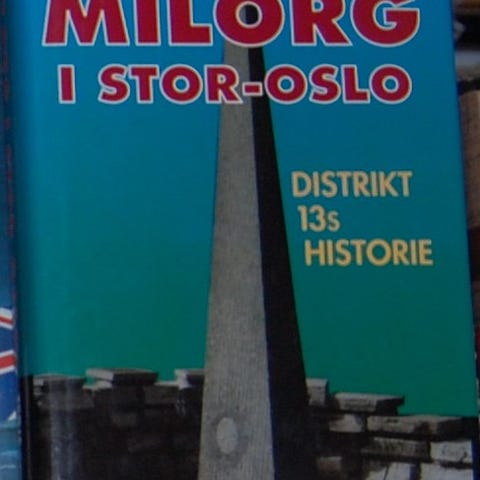 MILORG
I STOR-OSLO
DISTRIKT
13s
HISTORIE